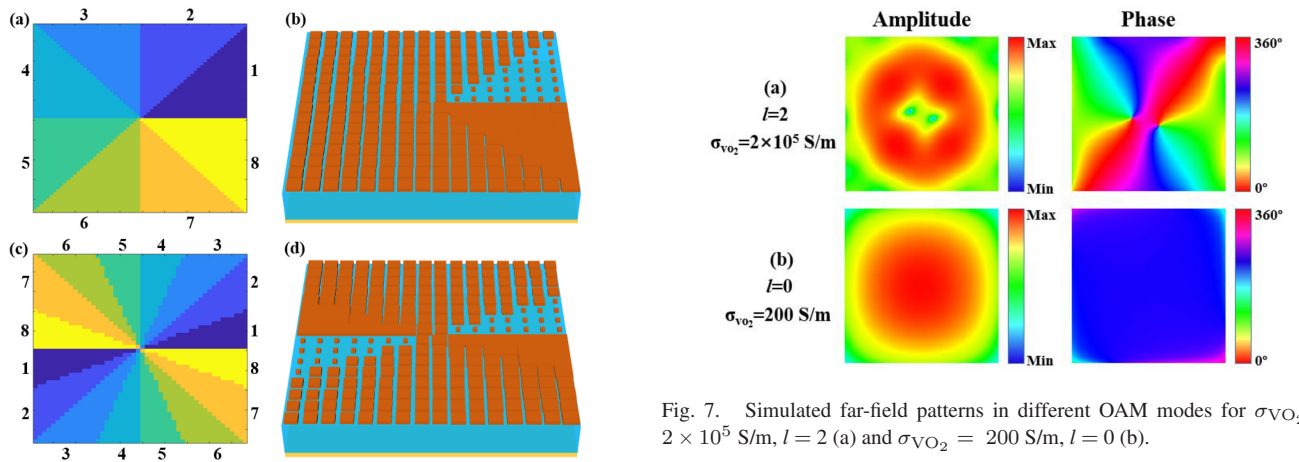 (a)
3
2
4
1
5
8
6
7
(b)
(c)
6
5
4
3
7
2
8
1
1
8
2
7
3
4
5
6
(d)
Amplitude
Phase
(a)
l=2
σVO₂=2×10⁵ S/m
Max
Min
360°
0°
(b)
l=0
σVO₂=200 S/m
Max
Min
360°
0°
Fig. 7. Simulated far-field patterns in different OAM modes for σVO₂
2 × 10⁵ S/m, l = 2 (a) and σVO₂ = 200 S/m, l = 0 (b).